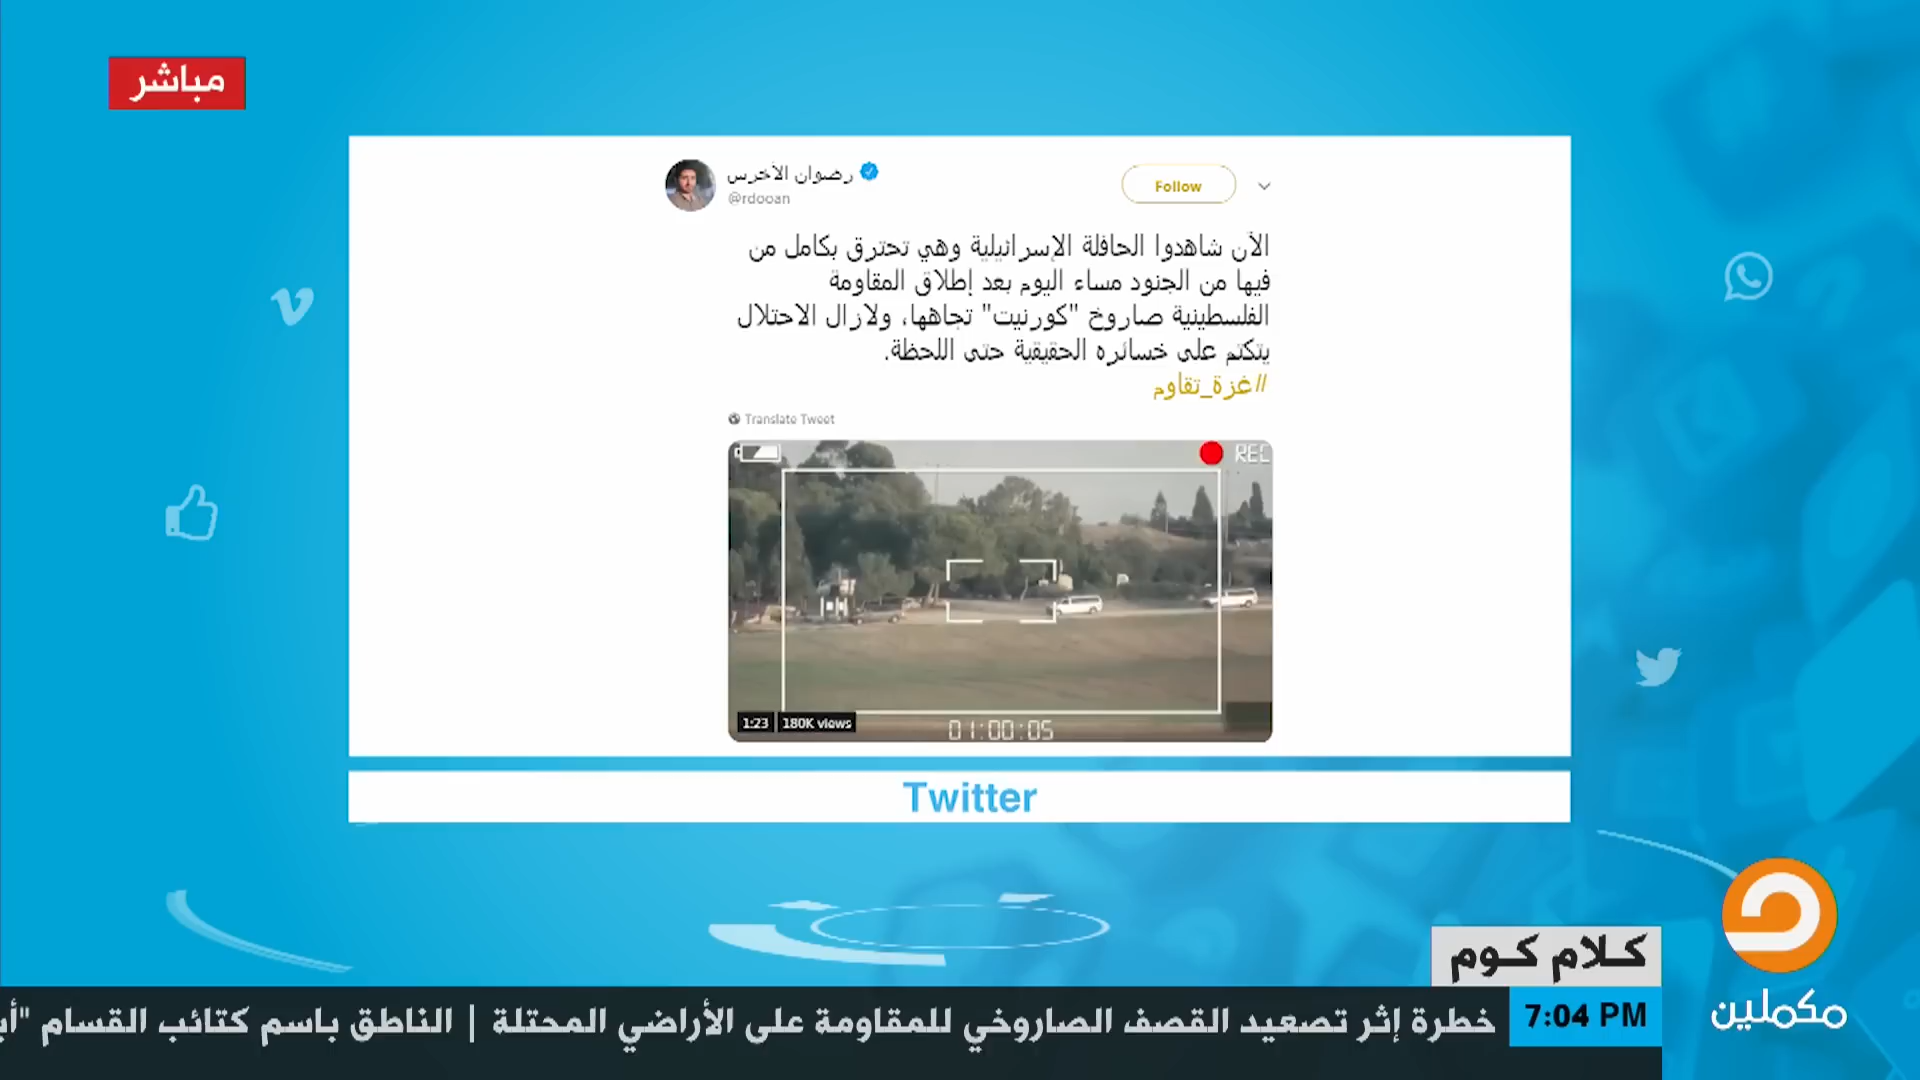 مباشر
رضوان الأخرس
@rdooan
Follow
الآن شاهدوا الحافلة الإسرائيلية وهي تحترق بكامل من
فيها من الجنود مساء اليوم بعد إطلاق المقاومة
الفلسطينية صاروخ "كورنيت" تجاهها، ولازال الاحتلال
يتكتم على خسائره الحقيقية حتى اللحظة.
#غزة_تقاوم
Translate Tweet
REC
1:23
180K views
01:00:05
Twitter
كلام كوم
7:04 PM
خطرة إثر تصعيد القصف الصاروخي للمقاومة على الأراضي المحتلة | الناطق باسم كتائب القسام
مكملين